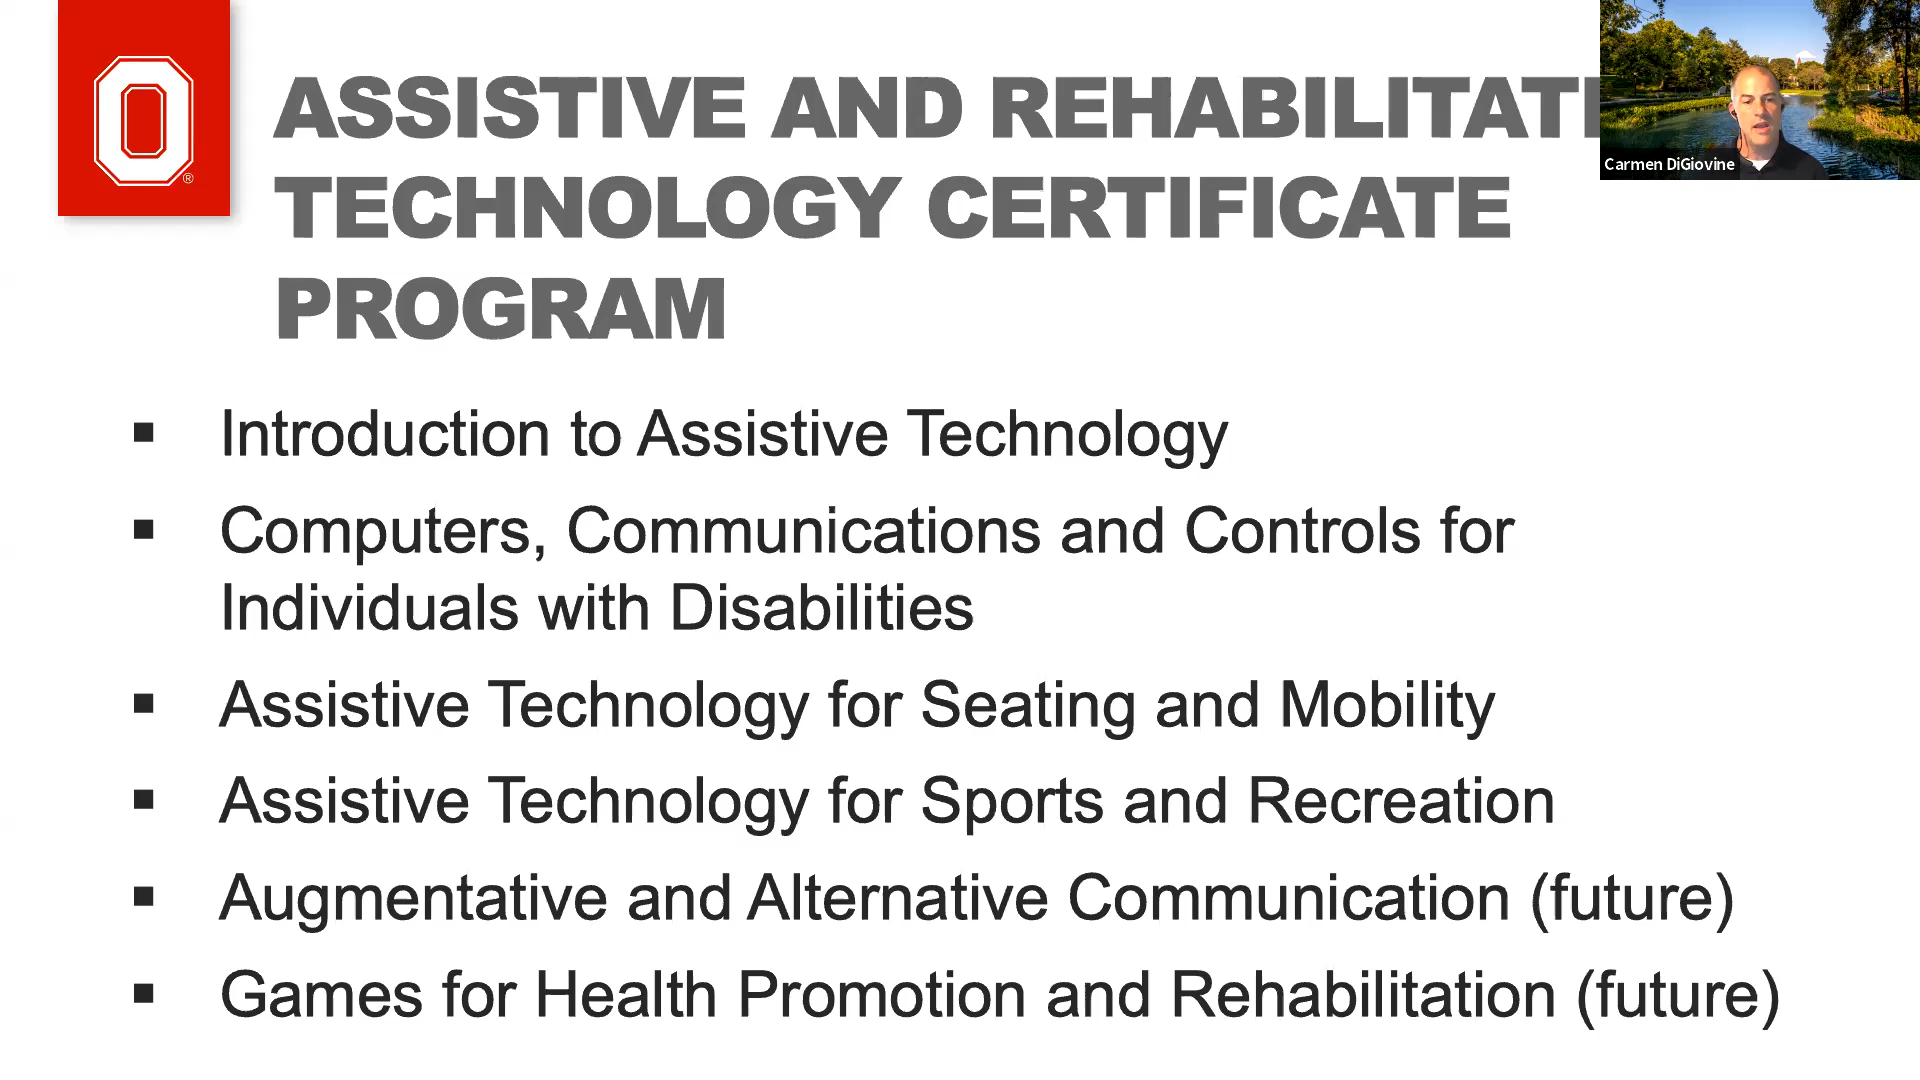 ASSISTIVE AND REHABILITATI
TECHNOLOGY CERTIFICATE
PROGRAM
Carmen DiGiovine
▪ Introduction to Assistive Technology
▪ Computers, Communications and Controls for
Individuals with Disabilities
▪ Assistive Technology for Seating and Mobility
▪ Assistive Technology for Sports and Recreation
▪ Augmentative and Alternative Communication (future)
▪ Games for Health Promotion and Rehabilitation (future)
O
®